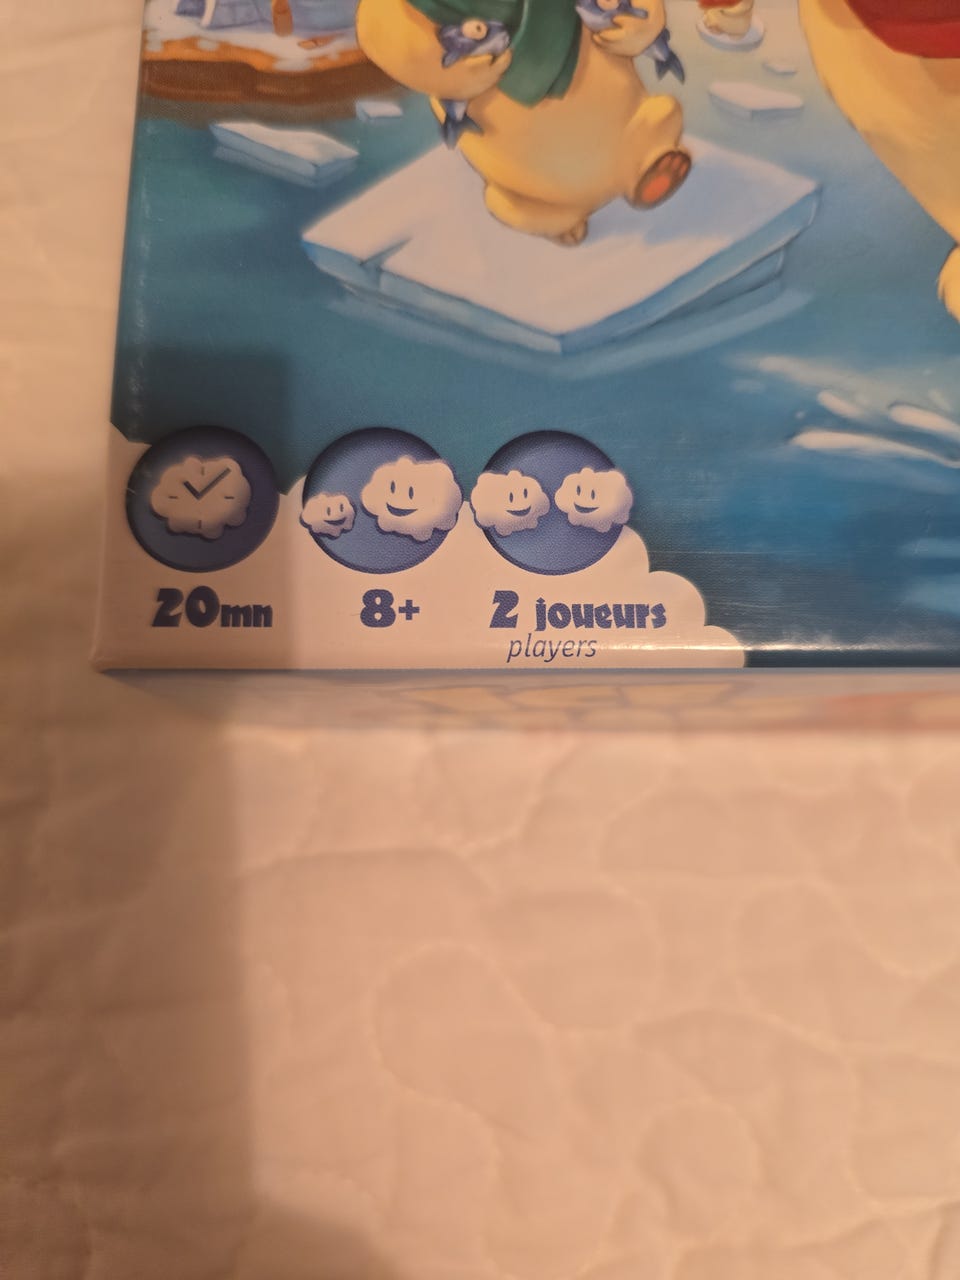 20mn
8+
2 joueurs
players